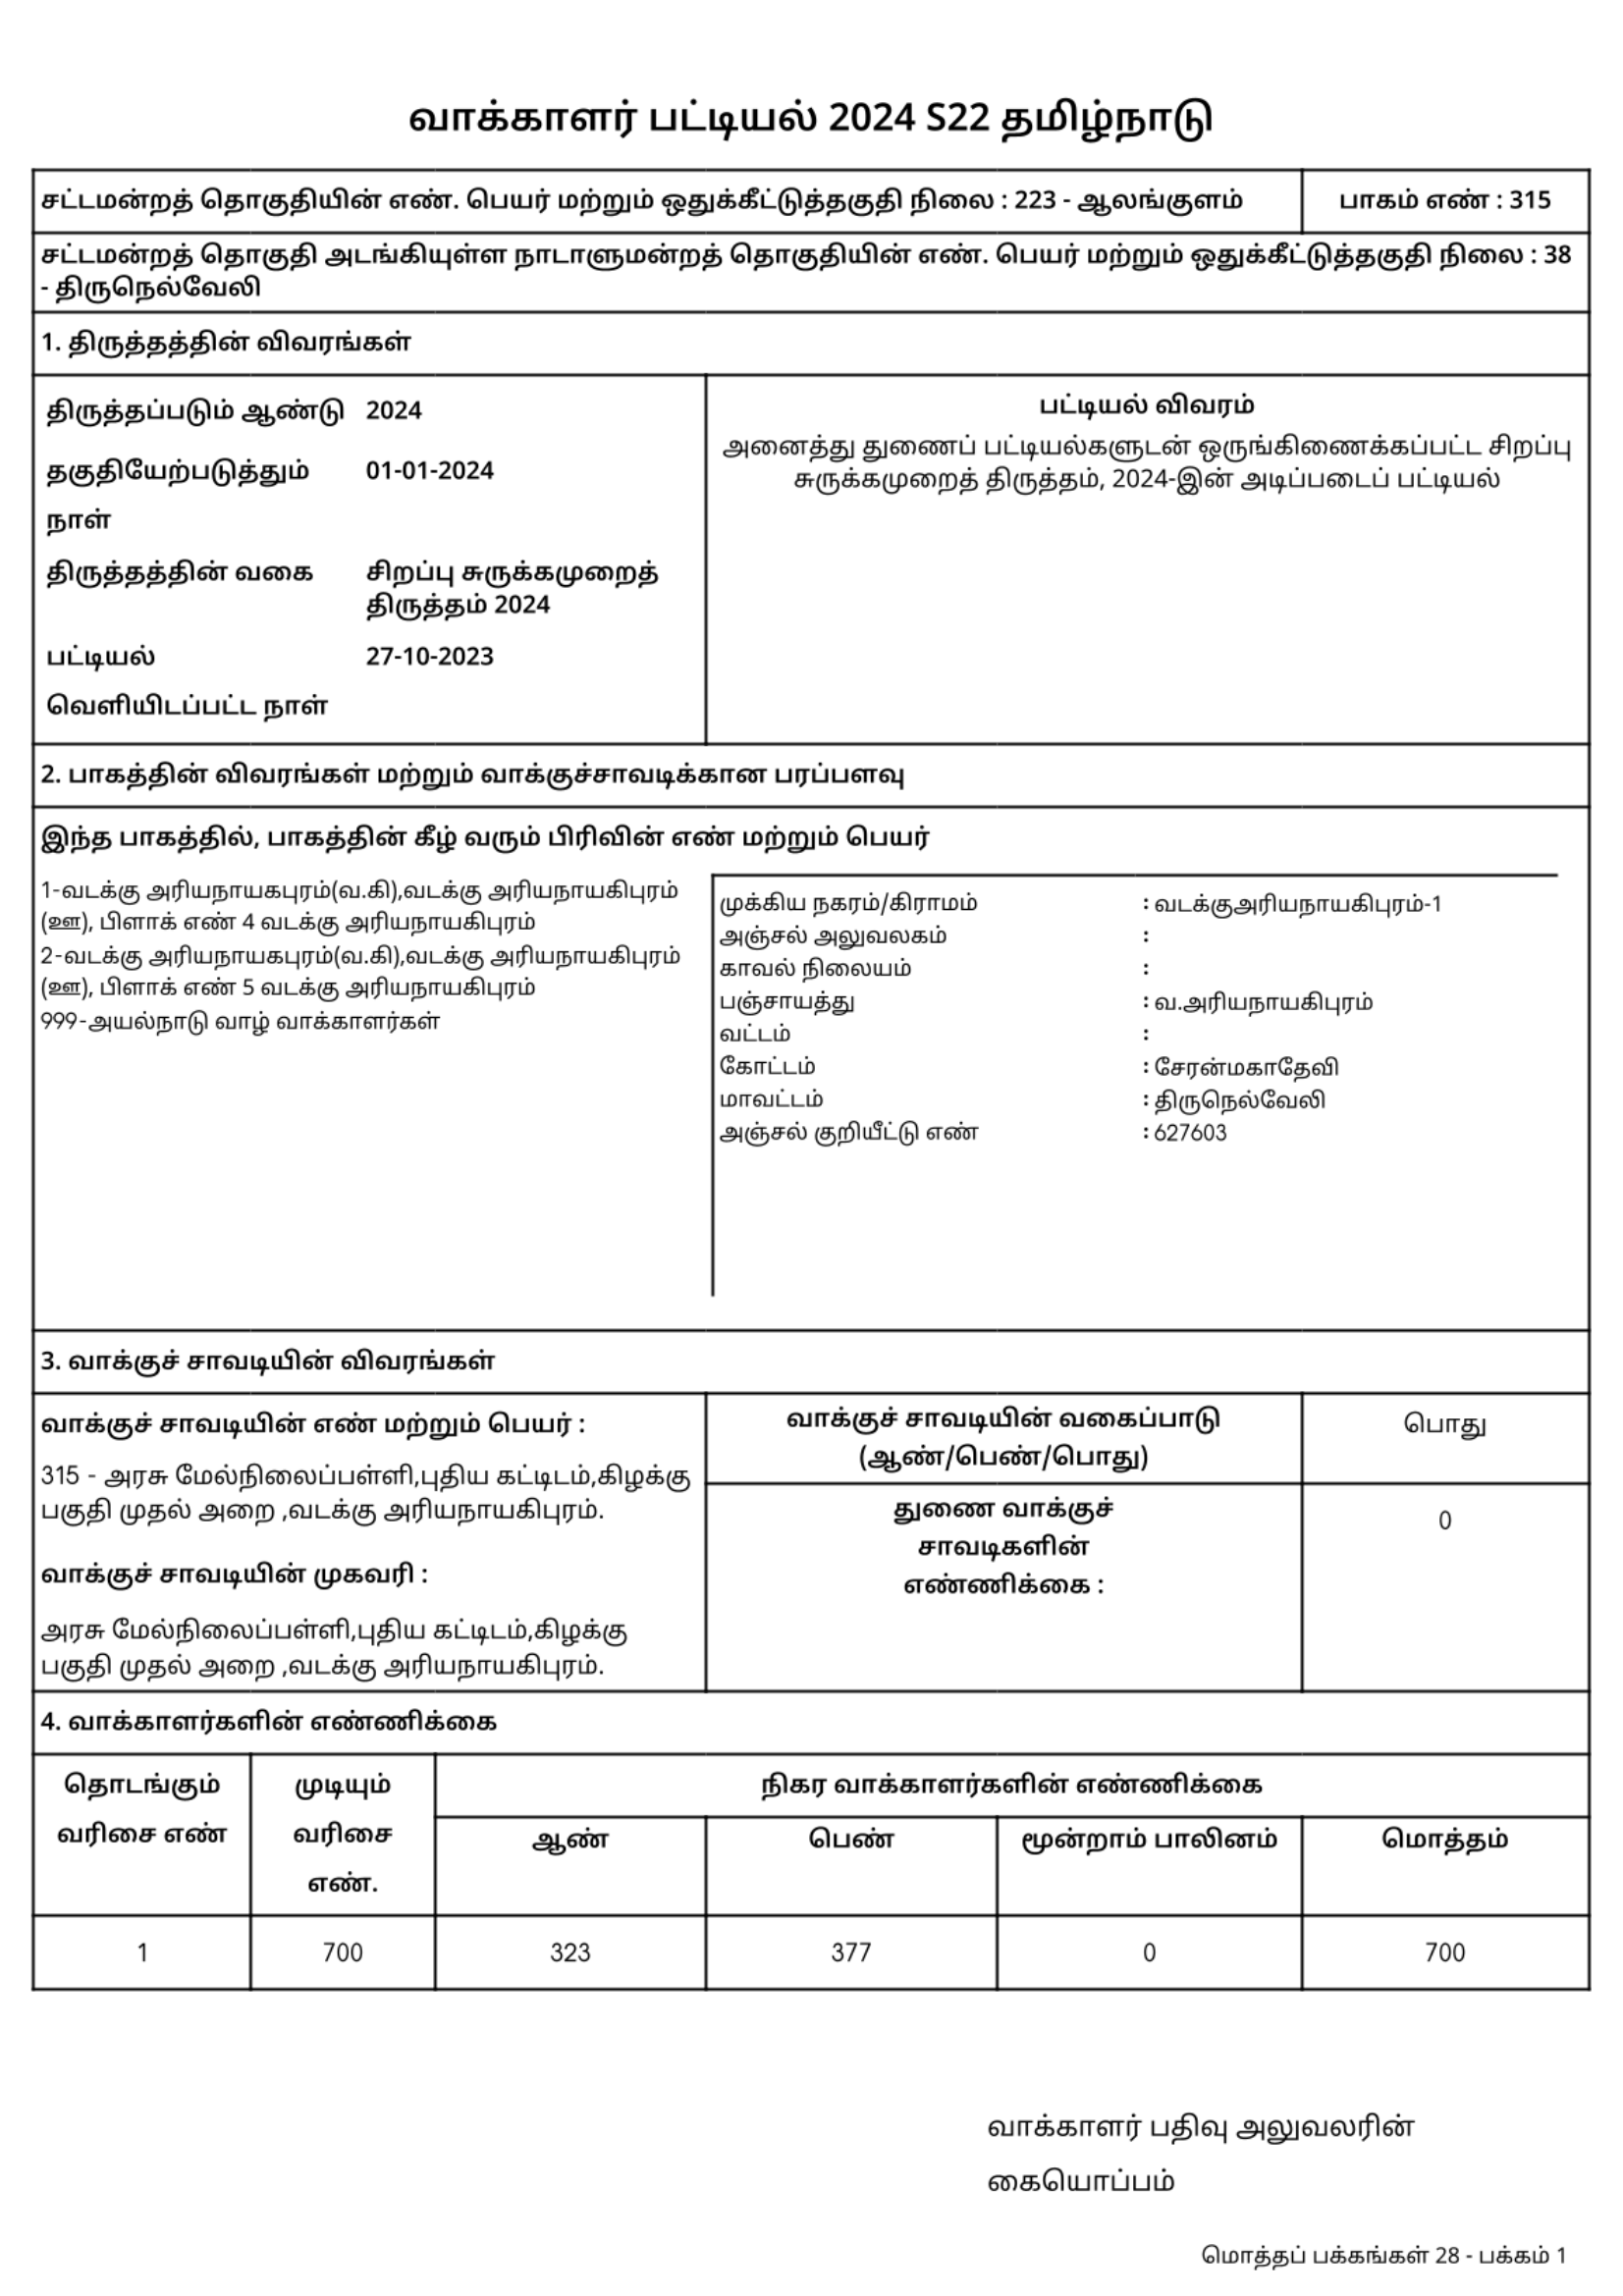 வாக்காளர் பட்டியல் 2024 S22 தமிழ்நாடு
சட்டமன்றத் தொகுதியின் எண். பெயர் மற்றும் ஒதுக்கீட்டுத்தகுதி நிலை : 223 - ஆலங்குளம்
பாகம் எண் : 315
சட்டமன்றத் தொகுதி அடங்கியுள்ள நாடாளுமன்றத் தொகுதியின் எண். பெயர் மற்றும் ஒதுக்கீட்டுத்தகுதி நிலை : 38
- திருநெல்வேலி
1. திருத்தத்தின் விவரங்கள்
திருத்தப்படும் ஆண்டு 2024
தகுதியேற்படுத்தும் 01-01-2024
நாள்
திருத்தத்தின் வகை சிறப்பு சுருக்கமுறைத்
திருத்தம் 2024
பட்டியல் 27-10-2023
வெளியிடப்பட்ட நாள்
பட்டியல் விவரம்
அனைத்து துணைப் பட்டியல்களுடன் ஒருங்கிணைக்கப்பட்ட சிறப்பு
சுருக்கமுறைத் திருத்தம், 2024-இன் அடிப்படைப் பட்டியல்
2. பாகத்தின் விவரங்கள் மற்றும் வாக்குச்சாவடிக்கான பரப்பளவு
இந்த பாகத்தில், பாகத்தின் கீழ் வரும் பிரிவின் எண் மற்றும் பெயர்
1-வடக்கு அரியநாயகபுரம்(வ.கி),வடக்கு அரியநாயகிபுரம்
(ஊ), பிளாக் எண் 4 வடக்கு அரியநாயகிபுரம்
2-வடக்கு அரியநாயகபுரம்(வ.கி),வடக்கு அரியநாயகிபுரம்
(ஊ), பிளாக் எண் 5 வடக்கு அரியநாயகிபுரம்
999-அயல்நாடு வாழ் வாக்காளர்கள்
முக்கிய நகரம்/கிராமம் : வடக்குஅரியநாயகிபுரம்-1
அஞ்சல் அலுவலகம் :
காவல் நிலையம் :
பஞ்சாயத்து : வ.அரியநாயகிபுரம்
வட்டம் :
கோட்டம் : சேரன்மகாதேவி
மாவட்டம் : திருநெல்வேலி
அஞ்சல் குறியீட்டு எண் : 627603
3. வாக்குச் சாவடியின் விவரங்கள்
வாக்குச் சாவடியின் எண் மற்றும் பெயர் :
315 - அரசு மேல்நிலைப்பள்ளி,புதிய கட்டிடம்,கிழக்கு
பகுதி முதல் அறை ,வடக்கு அரியநாயகிபுரம்.
வாக்குச் சாவடியின் முகவரி :
அரசு மேல்நிலைப்பள்ளி,புதிய கட்டிடம்,கிழக்கு
பகுதி முதல் அறை ,வடக்கு அரியநாயகிபுரம்.
வாக்குச் சாவடியின் வகைப்பாடு
(ஆண்/பெண்/பொது)
பொது
துணை வாக்குச்
சாவடிகளின்
எண்ணிக்கை :
0
4. வாக்காளர்களின் எண்ணிக்கை
தொடங்கும்
வரிசை எண்
முடியும்
வரிசை
எண்.
நிகர வாக்காளர்களின் எண்ணிக்கை
ஆண் பெண் மூன்றாம் பாலினம் மொத்தம்
1 700 323 377 0 700
வாக்காளர் பதிவு அலுவலரின்
கையொப்பம்
மொத்தப் பக்கங்கள் 28 - பக்கம் 1